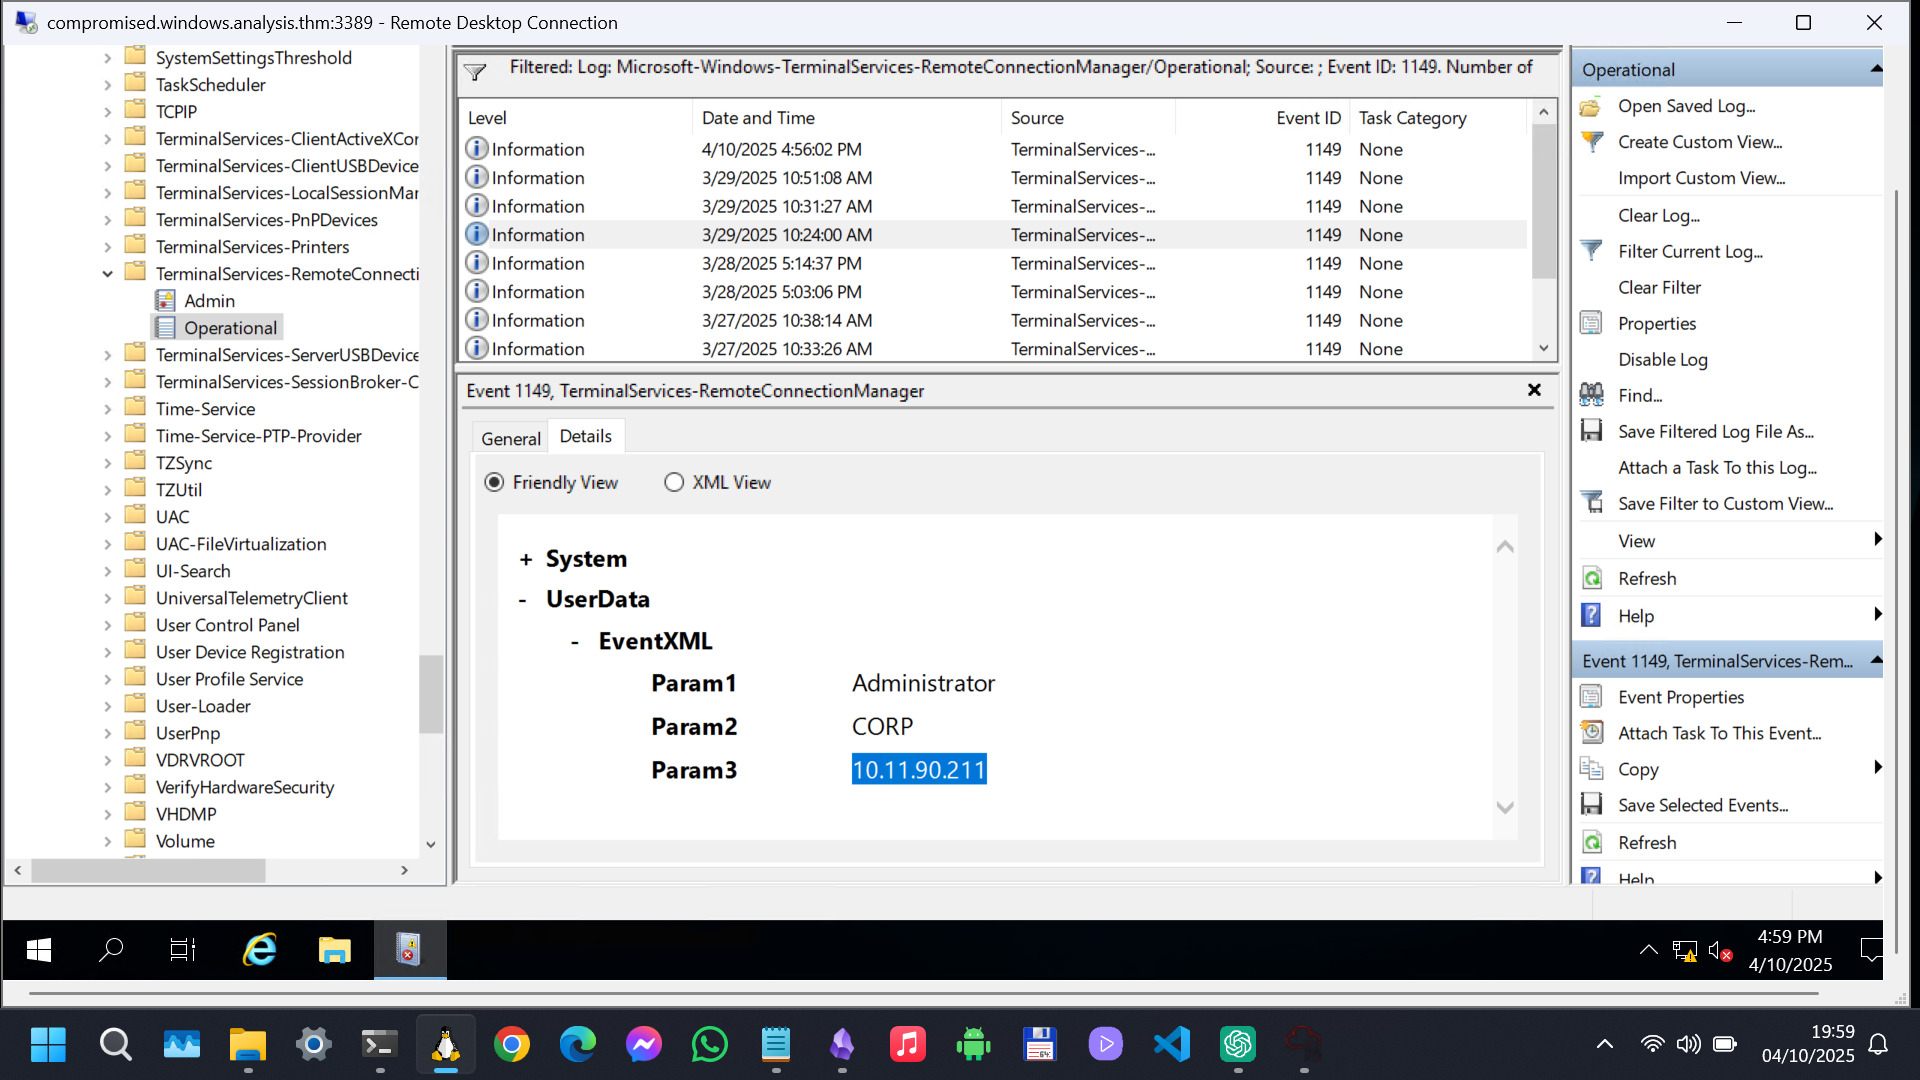 compromised.windows.analysis.thm:3389 - Remote Desktop Connection
SystemSettingsThreshold
TaskScheduler
TCPIP
TerminalServices-ClientActiveXCor
TerminalServices-ClientUSBDevice
TerminalServices-LocalSessionMar
TerminalServices-PnPDevices
TerminalServices-Printers
TerminalServices-RemoteConnecti
Admin
Operational
TerminalServices-ServerUSBDevice
TerminalServices-SessionBroker-C
Time-Service
Time-Service-PTP-Provider
TZSync
TZUtil
UAC
UAC-FileVirtualization
UI-Search
UniversalTelemetryClient
User Control Panel
User Device Registration
User Profile Service
User-Loader
UserPnp
VDRVROOT
VerifyHardwareSecurity
VHDMP
Volume
Filtered: Log: Microsoft-Windows-TerminalServices-RemoteConnectionManager/Operational; Source: ; Event ID: 1149. Number of
Level Date and Time Source Event ID Task Category
Information 4/10/2025 4:56:02 PM TerminalServices-... 1149 None
Information 3/29/2025 10:51:08 AM TerminalServices-... 1149 None
Information 3/29/2025 10:31:27 AM TerminalServices-... 1149 None
Information 3/29/2025 10:24:00 AM TerminalServices-... 1149 None
Information 3/28/2025 5:14:37 PM TerminalServices-... 1149 None
Information 3/28/2025 5:03:06 PM TerminalServices-... 1149 None
Information 3/27/2025 10:38:14 AM TerminalServices-... 1149 None
Information 3/27/2025 10:33:26 AM TerminalServices-... 1149 None
Event 1149, TerminalServices-RemoteConnectionManager
General Details
Friendly View XML View
+ System
- UserData
- EventXML
Param1 Administrator
Param2 CORP
Param3 10.11.90.211
Operational
Open Saved Log...
Create Custom View...
Import Custom View...
Clear Log...
Filter Current Log...
Clear Filter
Properties
Disable Log
Find...
Save Filtered Log File As...
Attach a Task To this Log...
Save Filter to Custom View...
View
Refresh
Help
Event 1149, TerminalServices-Rem...
Event Properties
Attach Task To This Event...
Copy
Save Selected Events...
Refresh
Help
4:59 PM
4/10/2025
64
19:59
04/10/2025